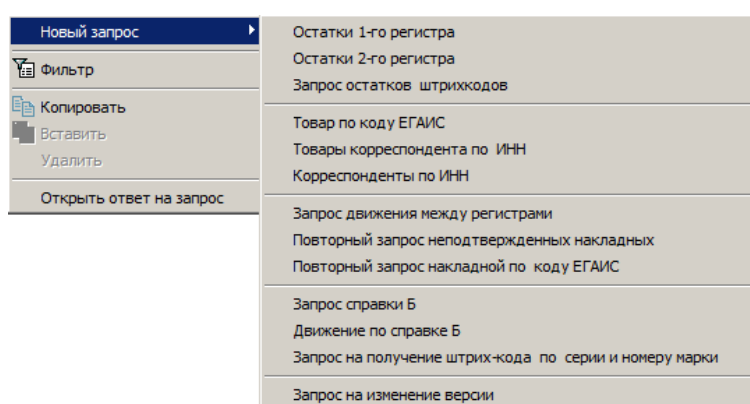 Новый запрос
Фильтр
Копировать
Вставить
Удалить
Открыть ответ на запрос
Остатки 1-го регистра
Остатки 2-го регистра
Запрос остатков штрихкодов
Товар по коду ЕГАИС
Товары корреспондента по ИНН
Корреспонденты по ИНН
Запрос движения между регистрами
Повторный запрос неподтвержденных накладных
Повторный запрос накладной по коду ЕГАИС
Запрос справки Б
Движение по справке Б
Запрос на получение штрих-кода по серии и номеру марки
Запрос на изменение версии